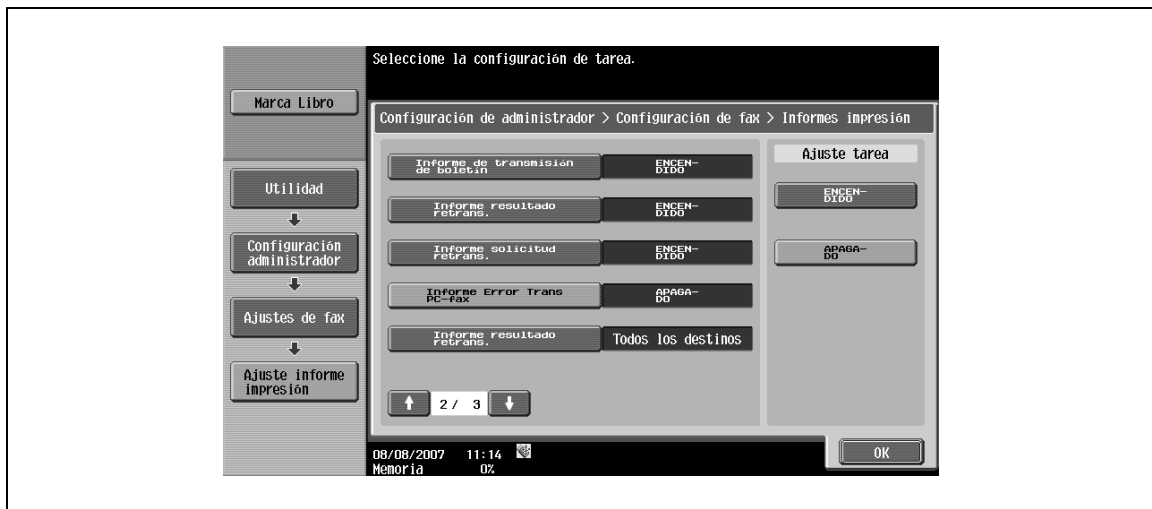 Seleccione la configuración de tarea.
Marca Libro
Configuración de administrador > Configuración de fax > Informes impresión
Utilidad
Configuración
administrador
Ajustes de fax
Ajuste informe
impresión
Informe de transmisión
de boletín
ENCEN-
DIDO
Informe resultado
retrans.
ENCEN-
DIDO
Informe solicitud
retrans.
ENCEN-
DIDO
Informe Error Trans
PC-fax
APAGA-
DO
Informe resultado
retrans.
Todos los destinos
2/ 3
Ajuste tarea
ENCEN-
DIDO
APAGA-
DO
08/08/2007 11:14
Memoria 0%
OK